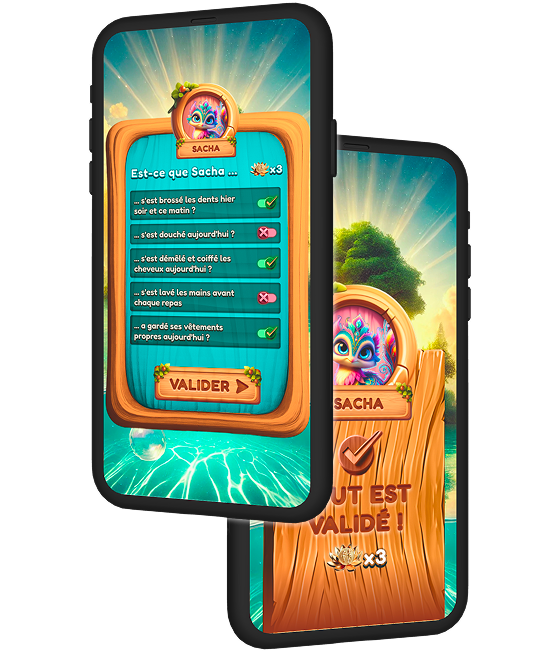 SACHA
Est-ce que Sacha ... x3
... s'est brossé les dents hier
soir et ce matin ?
... s'est douché aujourd'hui ?
... s'est démêlé et coiffé les
cheveux aujourd'hui ?
... s'est lavé les mains avant
chaque repas
... a gardé ses vêtements
propres aujourd'hui ?
VALIDER
SACHA
UT EST
VALIDÉ !
x3